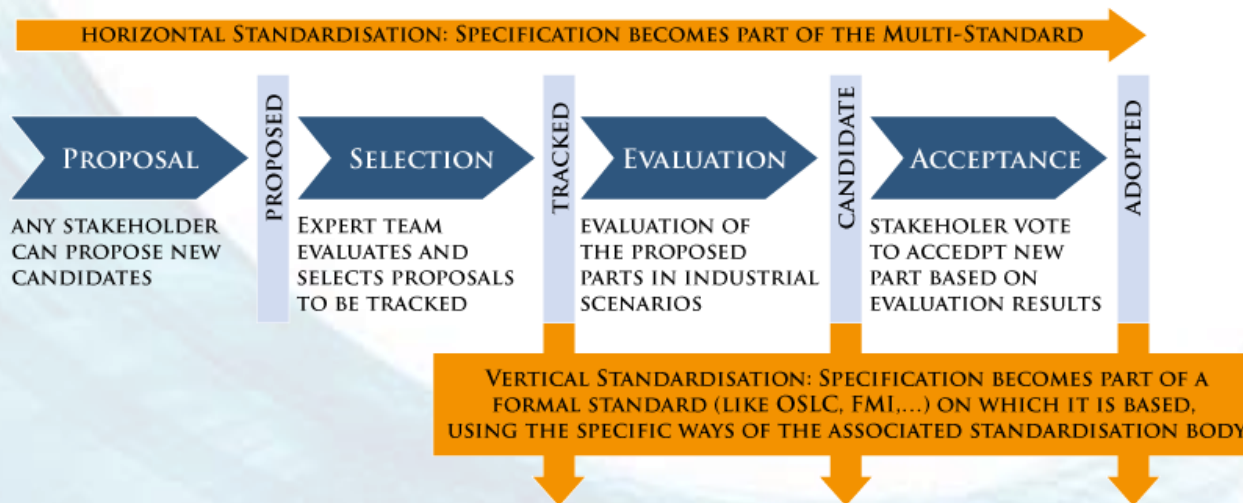 HORIZONTAL STANDARDISATION: SPECIFICATION BECOMES PART OF THE MULTI-STANDARD
PROPOSAL
PROPOSED
SELECTION
TRACKED
EVALUATION
CANDIDATE
ACCEPTANCE
ADOPTED
ANY STAKEHOLDER
CAN PROPOSE NEW
CANDIDATES
EXPERT TEAM
EVALUATES AND
SELECTS PROPOSALS
TO BE TRACKED
EVALUATION OF
THE PROPOSED
PARTS IN INDUSTRIAL
SCENARIOS
STAKEHOLER VOTE
TO ACCEDPT NEW
PART BASED ON
EVALUATION RESULTS
VERTICAL STANDARDISATION: SPECIFICATION BECOMES PART OF A
FORMAL STANDARD (LIKE OSLC, FMI,...) ON WHICH IT IS BASED,
USING THE SPECIFIC WAYS OF THE ASSOCIATED STANDARDISATION BODY